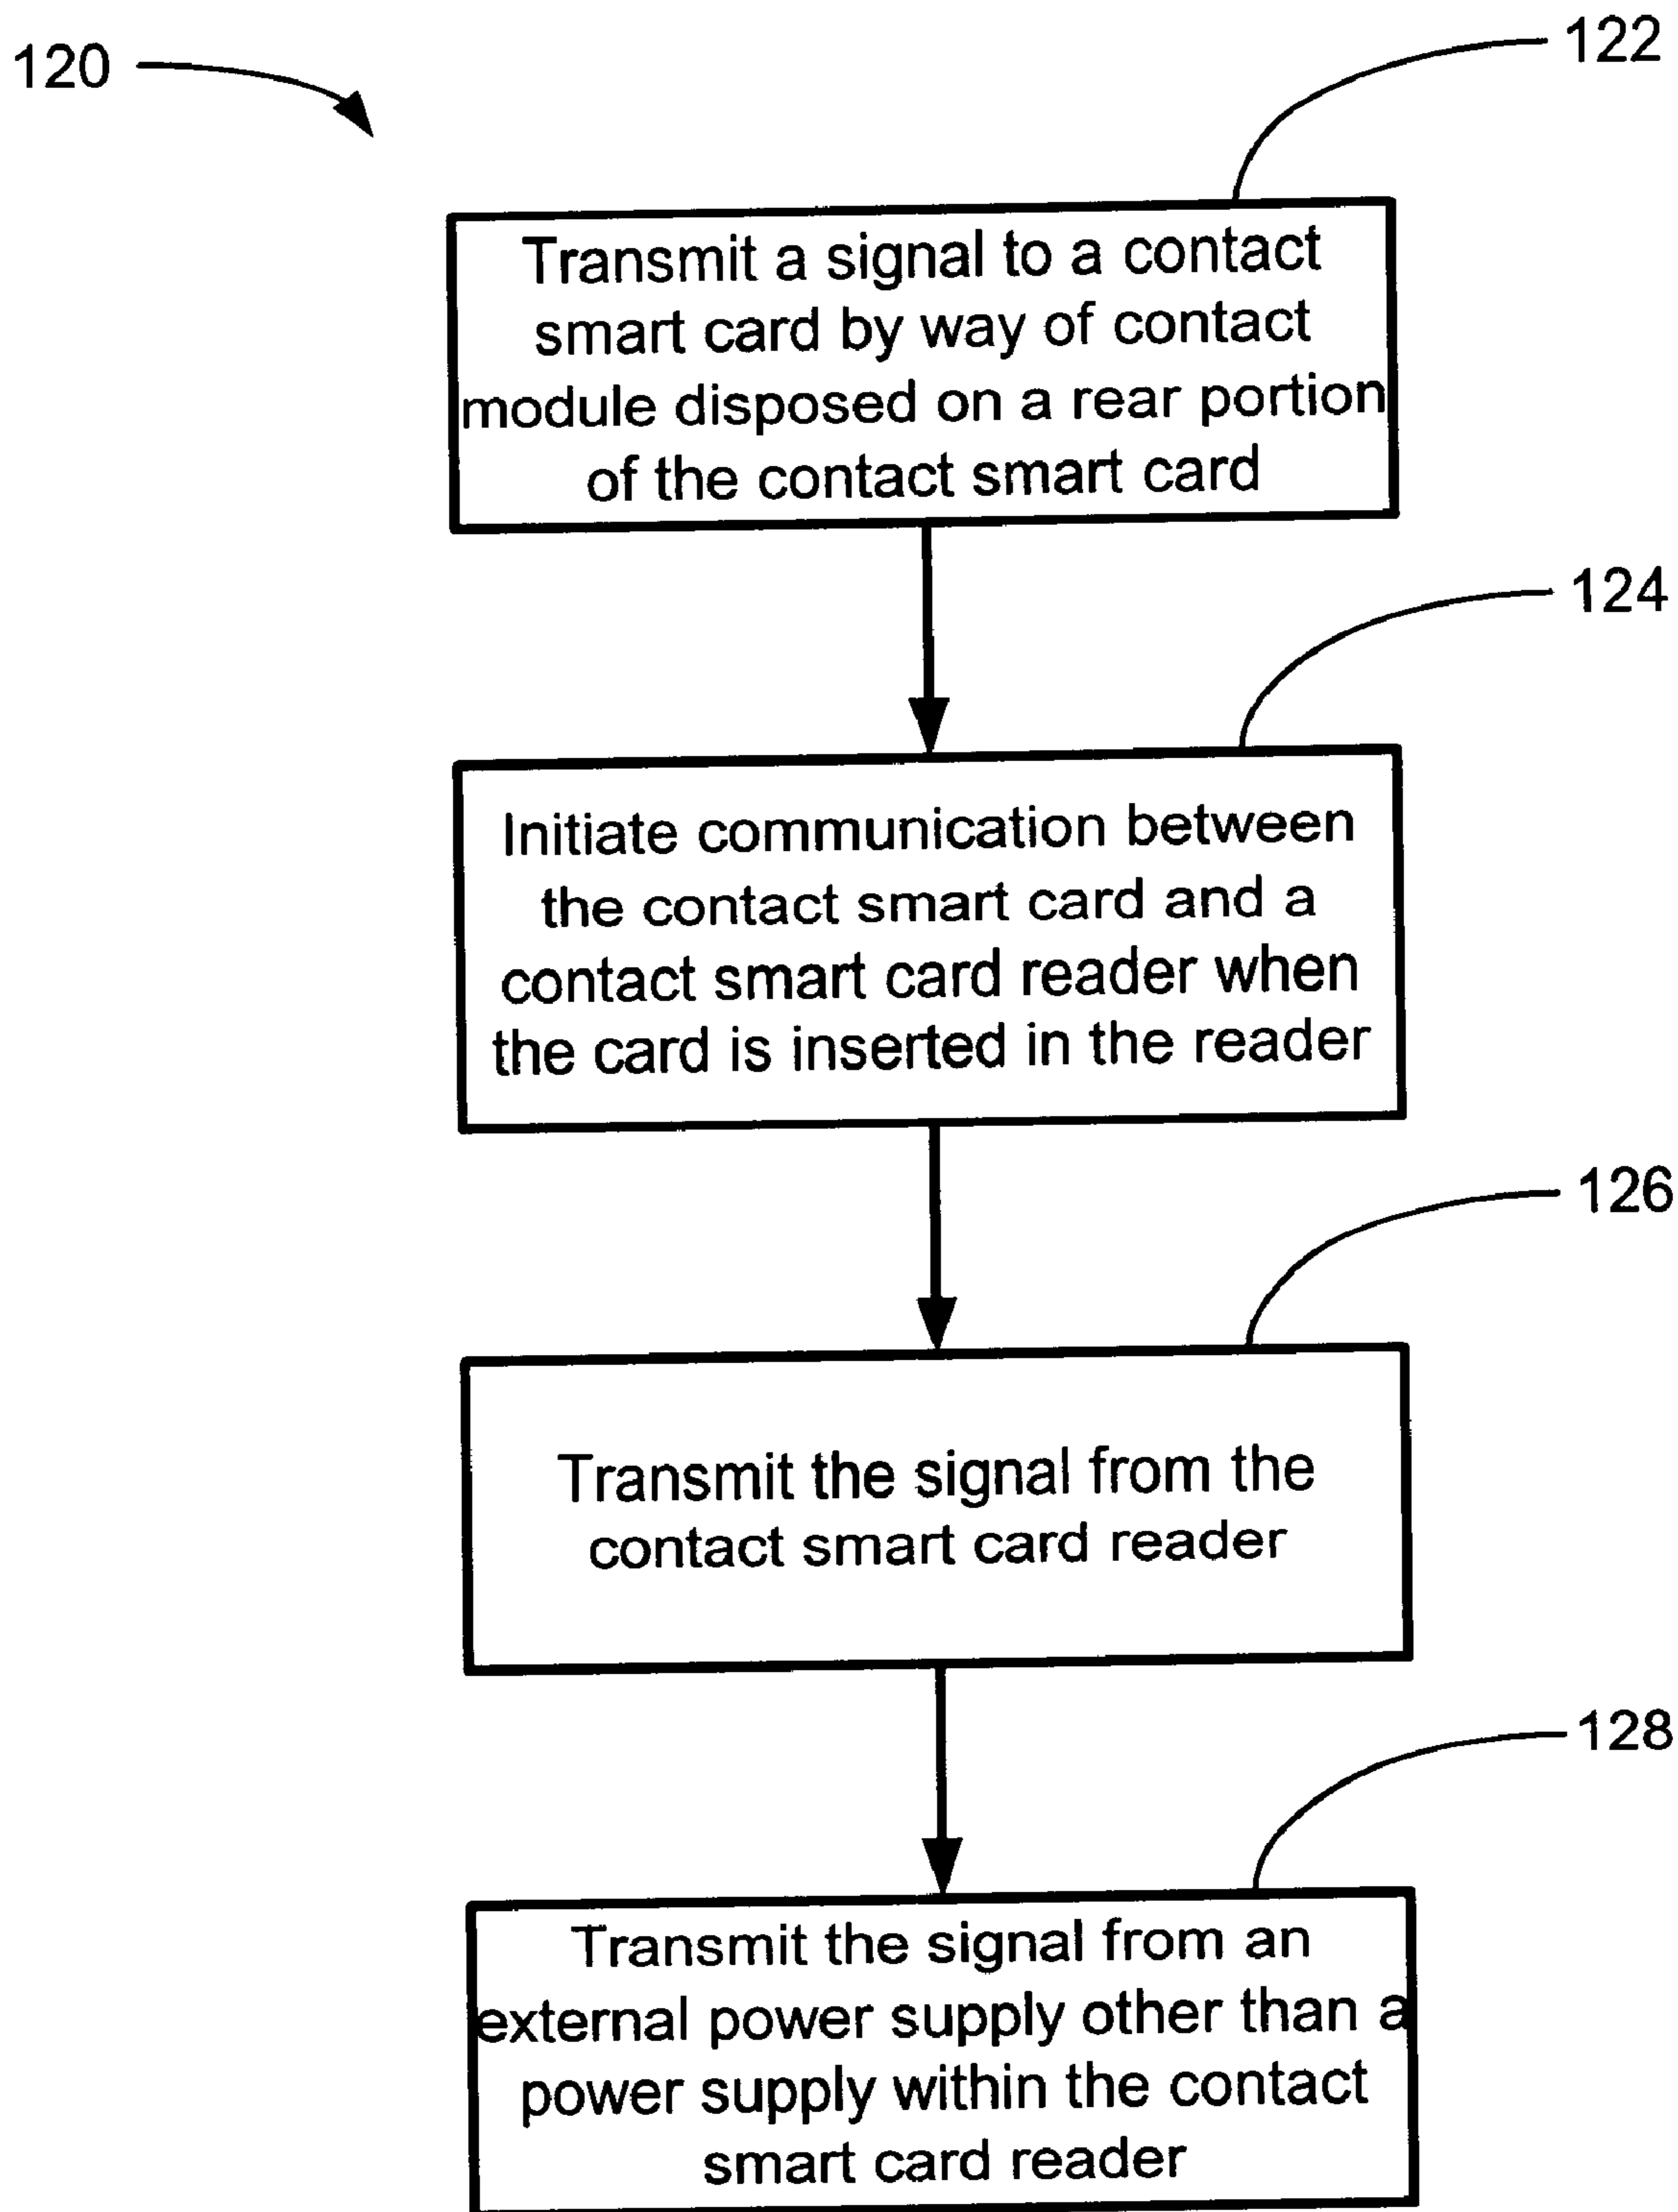 120
122
Transmit a signal to a contact
smart card by way of contact
module disposed on a rear portion
of the contact smart card
124
Initiate communication between
the contact smart card and a
contact smart card reader when
the card is inserted in the reader
126
Transmit the signal from the
contact smart card reader
128
Transmit the signal from an
external power supply other than a
power supply within the contact
smart card reader